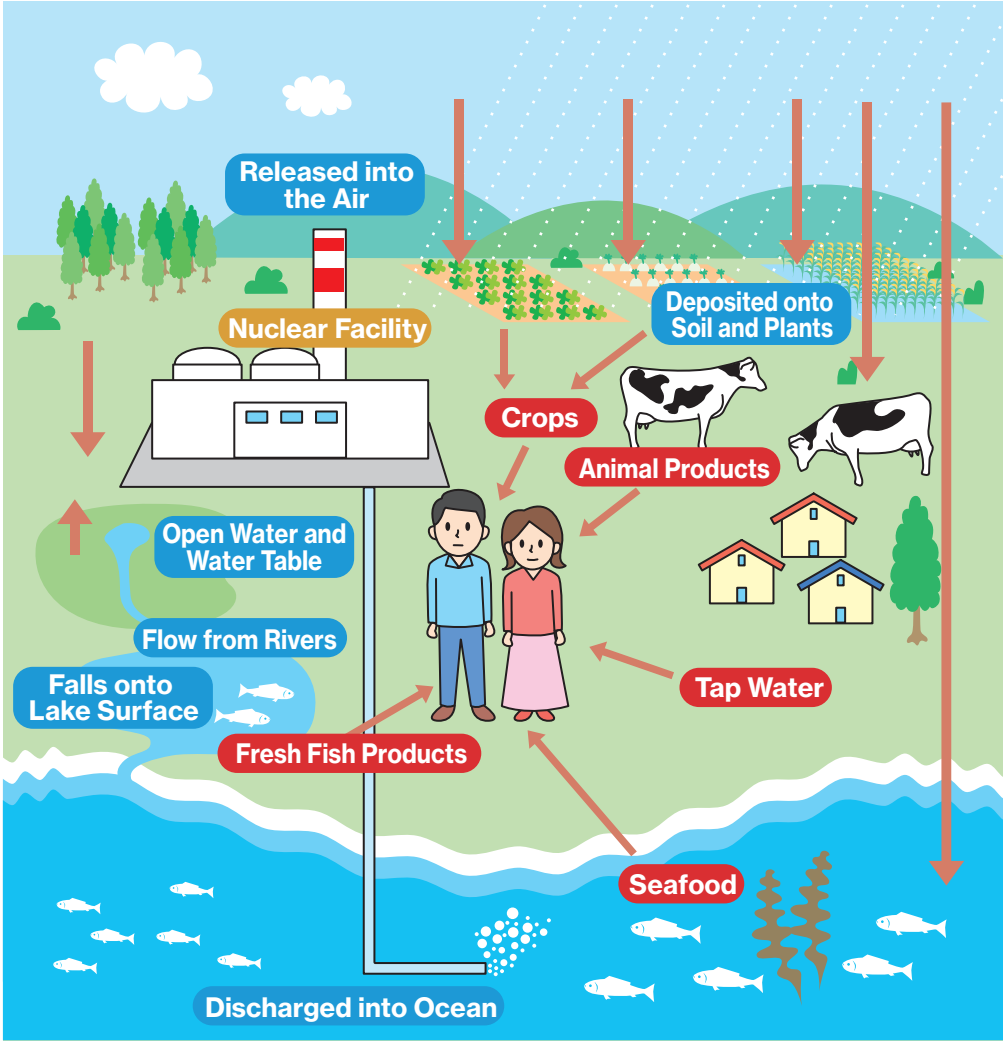 Released into
the Air
Nuclear Facility
Deposited onto
Soil and Plants
Crops
Animal Products
Open Water and
Water Table
Flow from Rivers
Falls onto
Lake Surface
Tap Water
Fresh Fish Products
Seafood
Discharged into Ocean